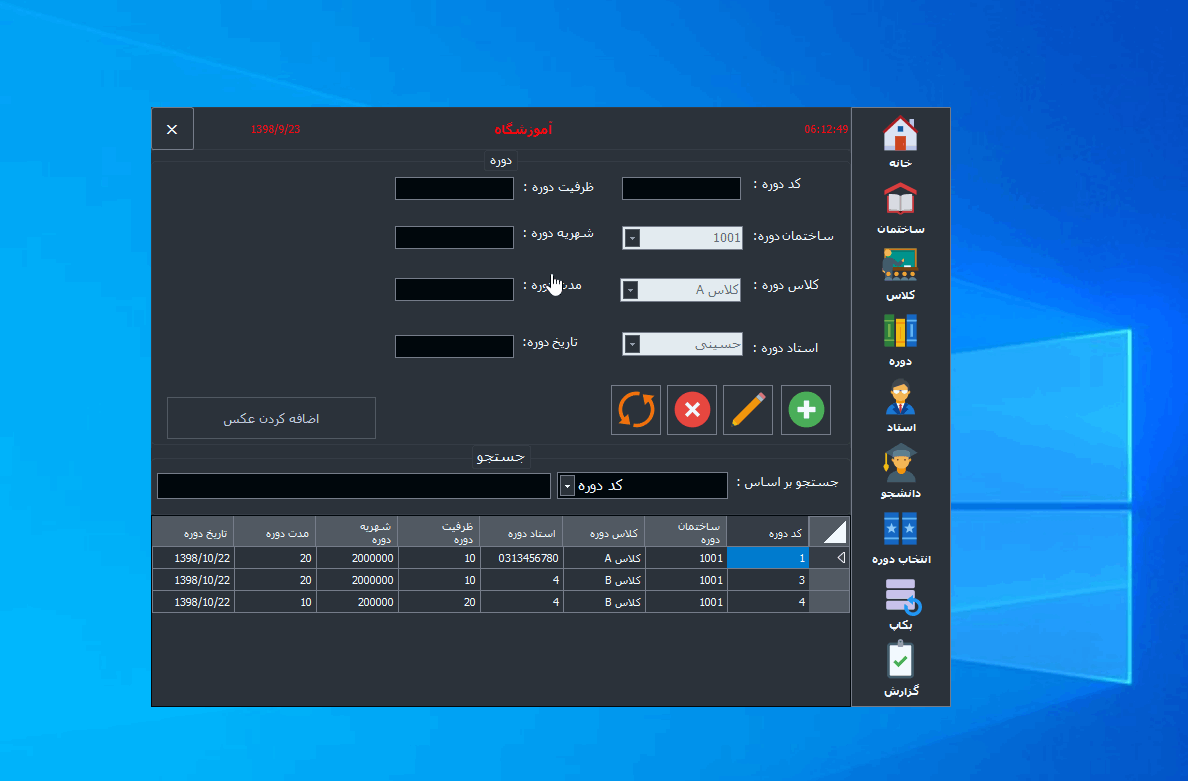 06:12:49
آموزشگاه
1398/9/23
دوره
کد دوره :
ظرفیت دوره :
ساختمان دوره:
1001
شهریه دوره :
کلاس دوره :
کلاس A
مدت دوره :
استاد دوره :
حسینی
تاریخ دوره:
اضافه کردن عکس
جستجو
جستجو بر اساس :
کد دوره
کد دوره
ساختمان دوره
کلاس دوره
استاد دوره
ظرفیت دوره
شهریه دوره
مدت دوره
تاریخ دوره
1 1001 کلاس A 0313456780 10 2000000 20 1398/10/22
3 1001 کلاس B 4 10 2000000 20 1398/10/22
4 1001 کلاس B 4 20 200000 10 1398/10/22
خانه
ساختمان
کلاس
دوره
استاد
دانشجو
انتخاب دوره
بکاپ
گزارش